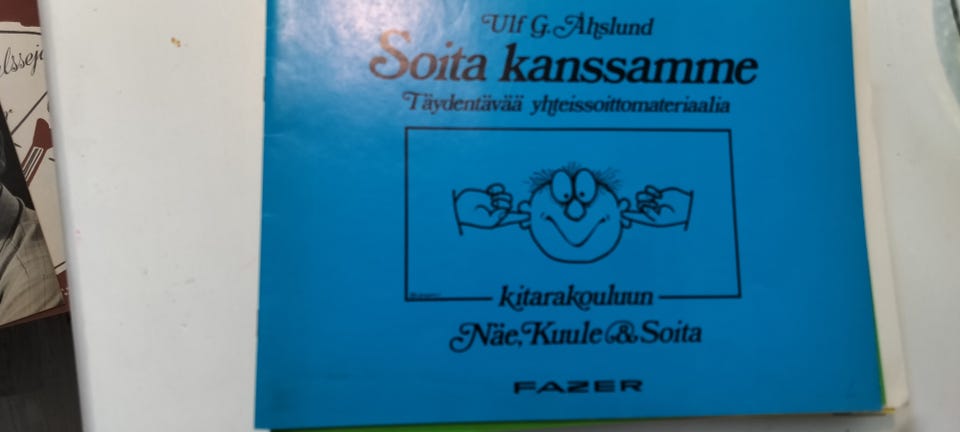 Ulf G. Åhslund
Soita kanssamme
Täydentävää yhteissoittomateriaalia
kitarakouluun
Näe, Kuule & Soita
FAZER